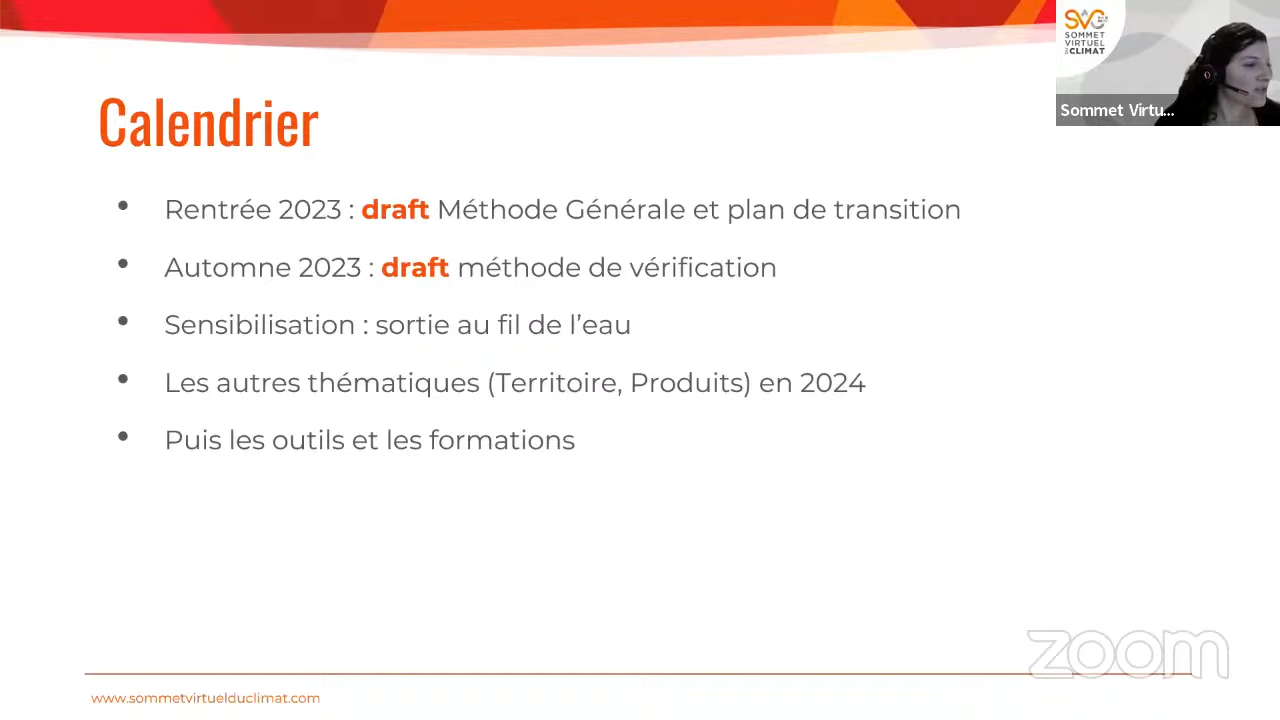 SVC
SOMMET
VIRTUEL
DU CLIMAT
Sommet Virtu...
Calendrier
• Rentrée 2023 : draft Méthode Générale et plan de transition
• Automne 2023 : draft méthode de vérification
• Sensibilisation : sortie au fil de l’eau
• Les autres thématiques (Territoire, Produits) en 2024
• Puis les outils et les formations
zoom
www.sommetvirtuelduclimat.com